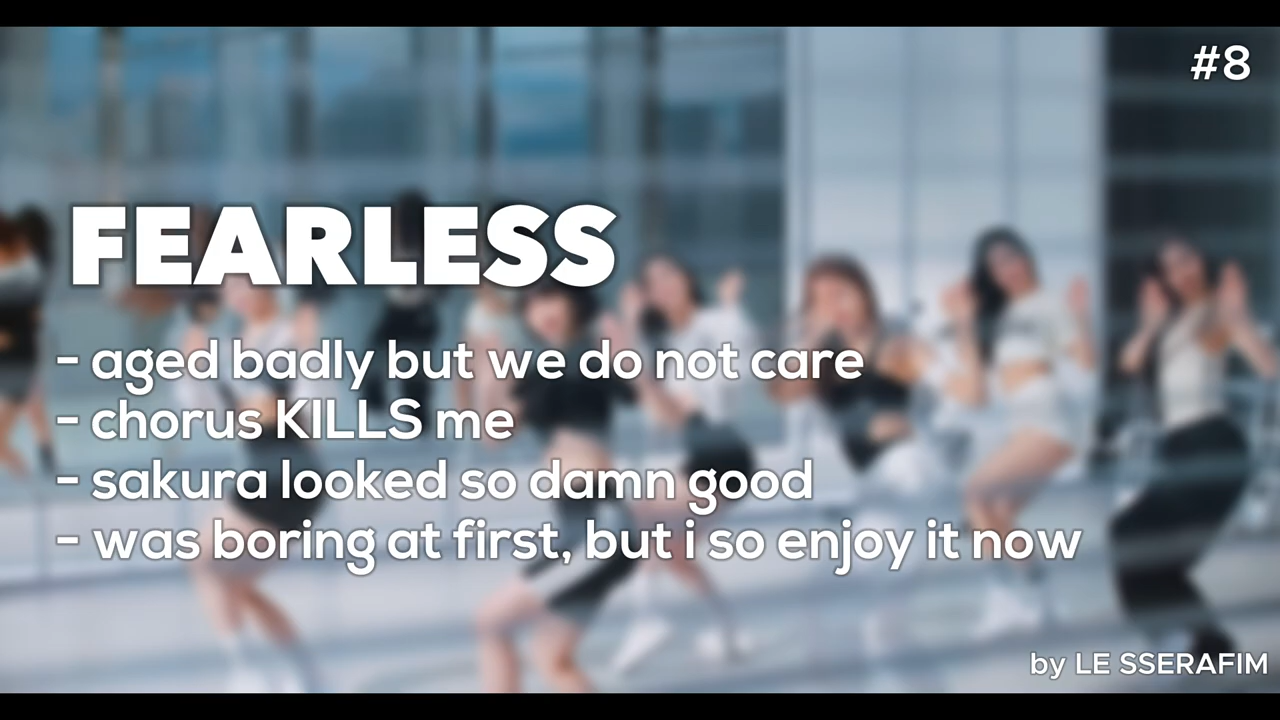 #8
FEARLESS
- aged badly but we do not care
- chorus KILLS me
- sakura looked so damn good
- was boring at first, but i so enjoy it now
by LE SSERAFIM